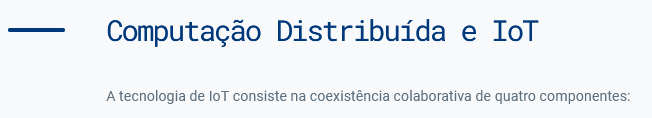 Computação Distribuída e IoT
A tecnologia de IoT consiste na coexistência colaborativa de quatro componentes: